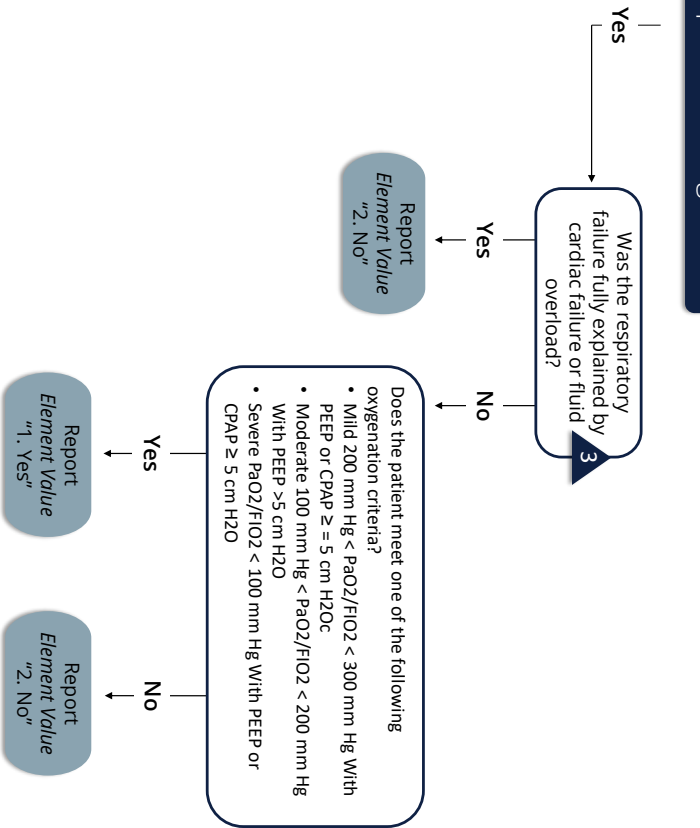 Yes
Was the respiratory
failure fully explained by
cardiac failure or fluid
overload?
3
Yes
No
Report
Element Value
“2. No”
Does the patient meet one of the following
oxygenation criteria?
• Mild 200 mm Hg < PaO2/FIO2 < 300 mm Hg With
PEEP or CPAP ≥ = 5 cm H2Oc
• Moderate 100 mm Hg < PaO2/FIO2 < 200 mm Hg
With PEEP >5 cm H2O
• Severe PaO2/FIO2 < 100 mm Hg With PEEP or
CPAP ≥ 5 cm H2O
Yes
No
Report
Element Value
“1. Yes”
Report
Element Value
“2. No”